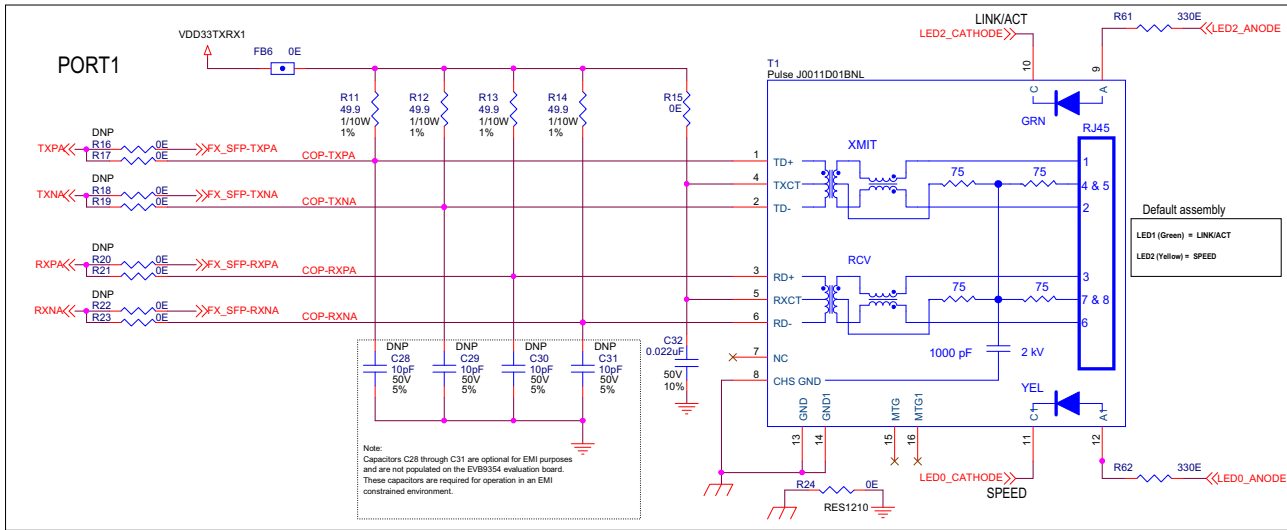 PORT1
VDD33TXRX1
FB6 0E
R11
49.9
1/10W
1%
R12
49.9
1/10W
1%
R13
49.9
1/10W
1%
R14
49.9
1/10W
1%
R15
0E
DNP
TXPA R16 0E FX_SFP-TXPA
R17 0E COP-TXPA
DNP
TXNA R18 0E FX_SFP-TXNA
R19 0E COP-TXNA
DNP
RXPA R20 0E FX_SFP-RXPA
R21 0E COP-RXPA
DNP
RXNA R22 0E FX_SFP-RXNA
R23 0E COP-RXNA
DNP
C28
10pF
50V
5%
DNP
C29
10pF
50V
5%
DNP
C30
10pF
50V
5%
DNP
C31
10pF
50V
5%
C32
0.022uF
50V
10%
Note:
Capacitors C28 through C31 are optional for EMI purposes
and are not populated on the EVB9354 evaluation board.
These capacitors are required for operation in an EMI
constrained environment.
T1
Pulse J0011D01BNL
LINK/ACT
LED2_CATHODE
R61 330E LED2_ANODE
10 9
C A
GRN
RJ45
XMIT
1 TD+
4 TXCT
2 TD-
75 75
1
4 & 5
2
RCV
3 RD+
5 RXCT
6 RD-
75 75
3
7 & 8
6
7 NC
8 CHS GND
1000 pF 2 kV
YEL
C1 A1
GND GND1 MTG MTG1
13 14 15 16
11 12
LED0_CATHODE
SPEED
R62 330E LED0_ANODE
R24 0E
RES1210
Default assembly
LED1 (Green) = LINK/ACT
LED2 (Yellow) = SPEED